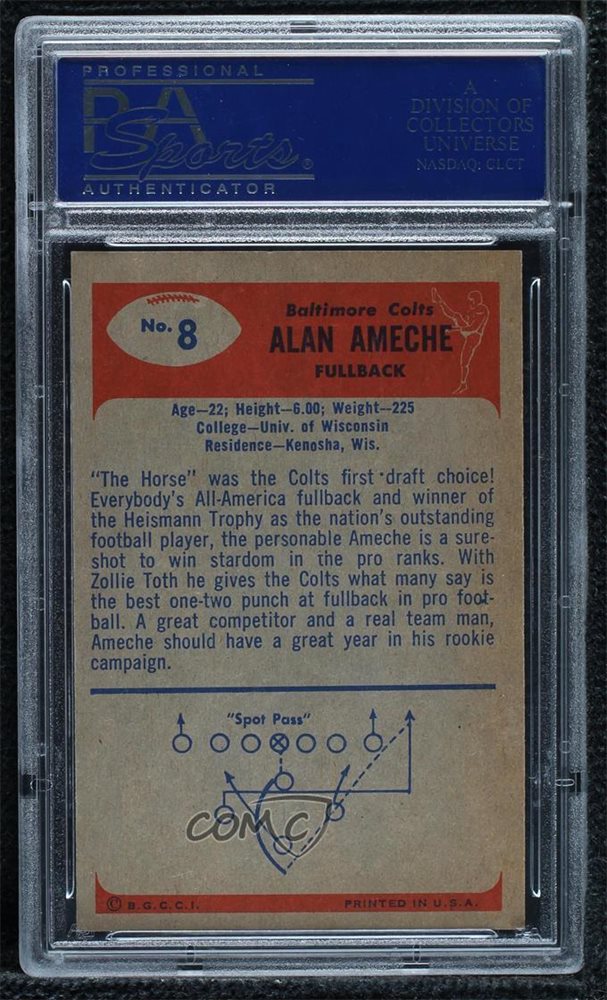 PROFESSIONAL
PSA
Sports®
AUTHENTICATOR
A
DIVISION OF
COLLECTORS
UNIVERSE
NASDAQ: CLCT
No. 8
Baltimore Colts
ALAN AMECHE
FULLBACK
Age—22; Height—6.00; Weight—225
College—Univ. of Wisconsin
Residence—Kenosha, Wis.
"The Horse" was the Colts first draft choice!
Everybody's All-America fullback and winner of
the Heismann Trophy as the nation's outstanding
football player, the personable Ameche is a sure-
shot to win stardom in the pro ranks. With
Zollie Toth he gives the Colts what many say is
the best one-two punch at fullback in pro foot-
ball. A great competitor and a real team man,
Ameche should have a great year in his rookie
campaign.
"Spot Pass"
COMC
© B.G.C.C.I.
PRINTED IN U.S.A.